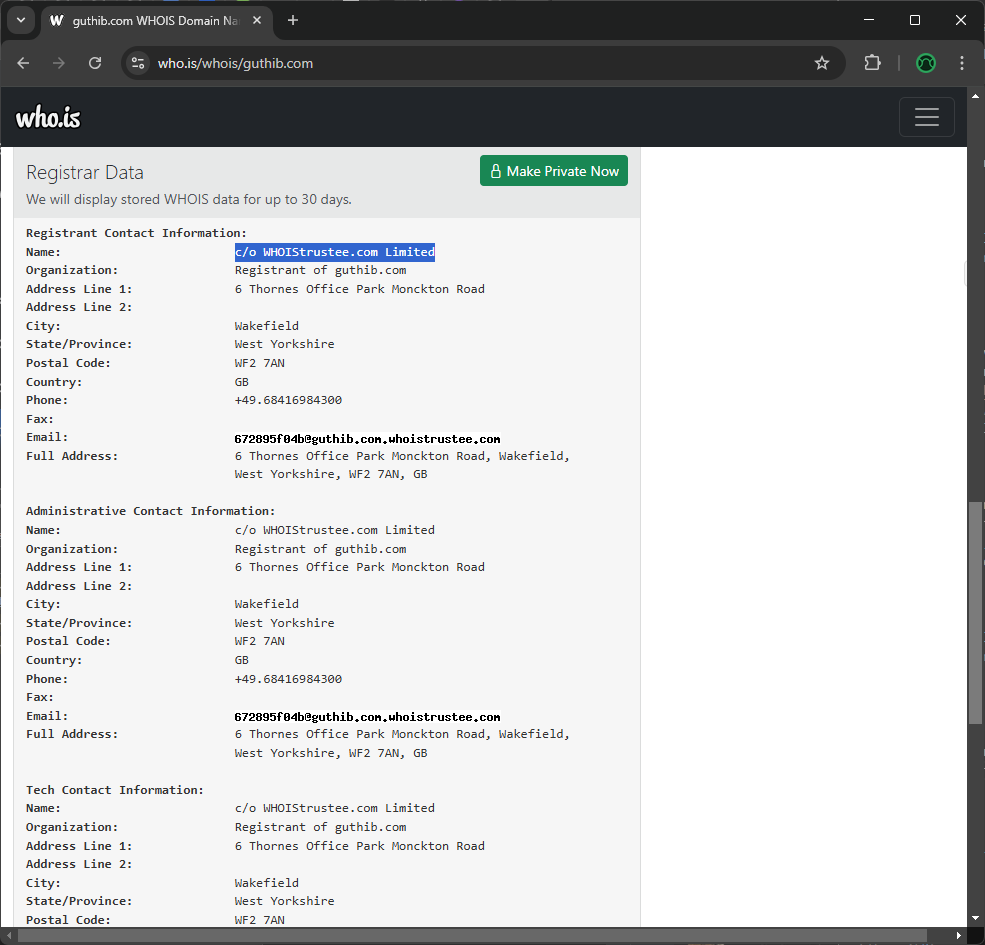 guthib.com WHOIS Domain Na
who.is/whois/guthib.com
who.is
Registrar Data
Make Private Now
We will display stored WHOIS data for up to 30 days.
Registrant Contact Information:
Name: c/o WHOIStrustee.com Limited
Organization: Registrant of guthib.com
Address Line 1: 6 Thornes Office Park Monckton Road
Address Line 2:
City: Wakefield
State/Province: West Yorkshire
Postal Code: WF2 7AN
Country: GB
Phone: +49.68416984300
Fax:
Email: 672895f04b@guthib.com.whoistrustee.com
Full Address: 6 Thornes Office Park Monckton Road, Wakefield,
West Yorkshire, WF2 7AN, GB
Administrative Contact Information:
Name: c/o WHOIStrustee.com Limited
Organization: Registrant of guthib.com
Address Line 1: 6 Thornes Office Park Monckton Road
Address Line 2:
City: Wakefield
State/Province: West Yorkshire
Postal Code: WF2 7AN
Country: GB
Phone: +49.68416984300
Fax:
Email: 672895f04b@guthib.com.whoistrustee.com
Full Address: 6 Thornes Office Park Monckton Road, Wakefield,
West Yorkshire, WF2 7AN, GB
Tech Contact Information:
Name: c/o WHOIStrustee.com Limited
Organization: Registrant of guthib.com
Address Line 1: 6 Thornes Office Park Monckton Road
Address Line 2:
City: Wakefield
State/Province: West Yorkshire
Postal Code: WF2 7AN